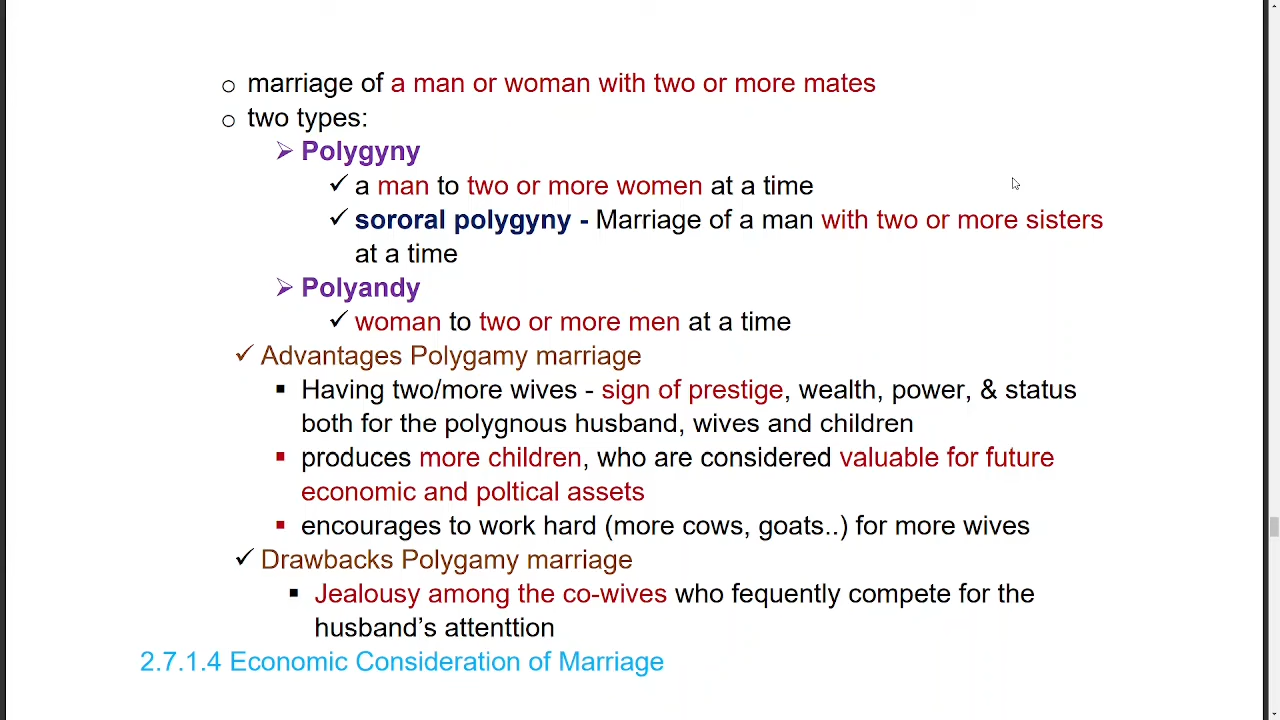 o marriage of a man or woman with two or more mates
o two types:
➢ Polygyny
✓ a man to two or more women at a time
✓ sororal polygyny - Marriage of a man with two or more sisters
at a time
➢ Polyandy
✓ woman to two or more men at a time
✓ Advantages Polygamy marriage
▪ Having two/more wives - sign of prestige, wealth, power, & status
both for the polygnous husband, wives and children
▪ produces more children, who are considered valuable for future
economic and poltical assets
▪ encourages to work hard (more cows, goats..) for more wives
✓ Drawbacks Polygamy marriage
▪ Jealousy among the co-wives who fequently compete for the
husband’s attenttion
2.7.1.4 Economic Consideration of Marriage